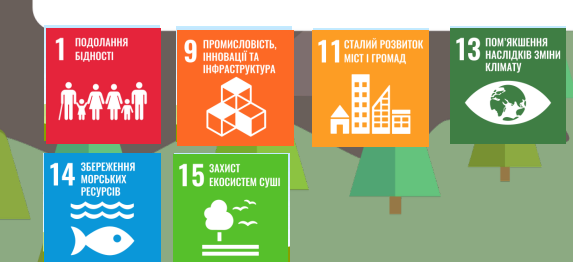 1 ПОДОЛАННЯ
БІДНОСТІ
9 ПРОМИСЛОВІСТЬ,
ІННОВАЦІЇ ТА
ІНФРАСТРУКТУРА
11 СТАЛИЙ РОЗВИТОК
МІСТ І ГРОМАД
13 ПОМ'ЯКШЕННЯ
НАСЛІДКІВ ЗМІНИ
КЛІМАТУ
14 ЗБЕРЕЖЕННЯ
МОРСЬКИХ
РЕСУРСІВ
15 ЗАХИСТ
ЕКОСИСТЕМ СУШІ